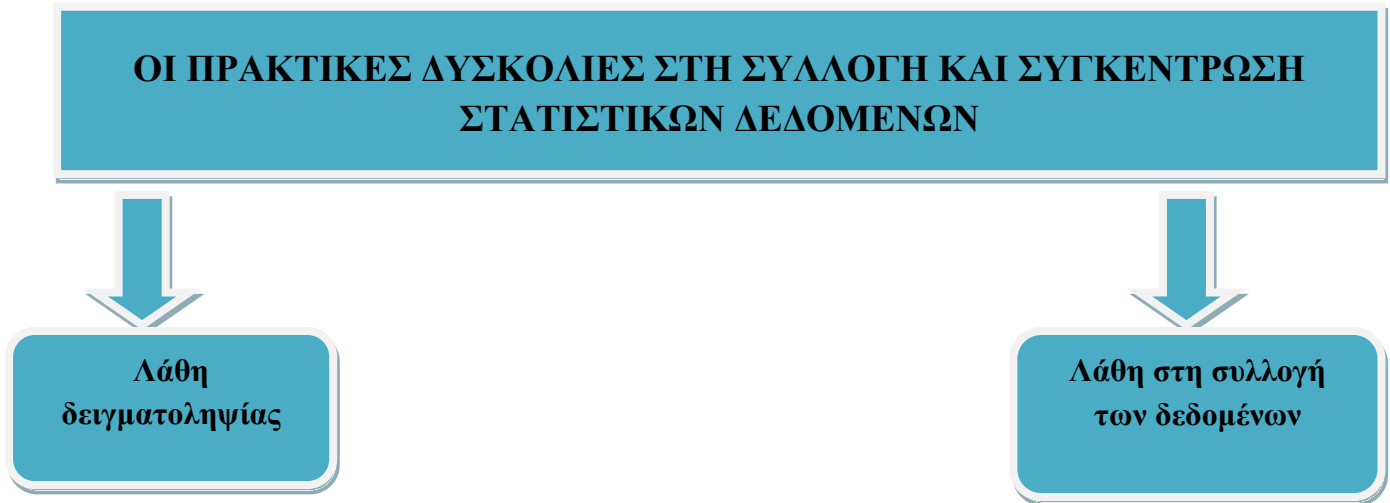 ΟΙ ΠΡΑΚΤΙΚΕΣ ΔΥΣΚΟΛΙΕΣ ΣΤΗ ΣΥΛΛΟΓΗ ΚΑΙ ΣΥΓΚΕΝΤΡΩΣΗ
ΣΤΑΤΙΣΤΙΚΩΝ ΔΕΔΟΜΕΝΩΝ
Λάθη
δειγματοληψίας
Λάθη στη συλλογή
των δεδομένων